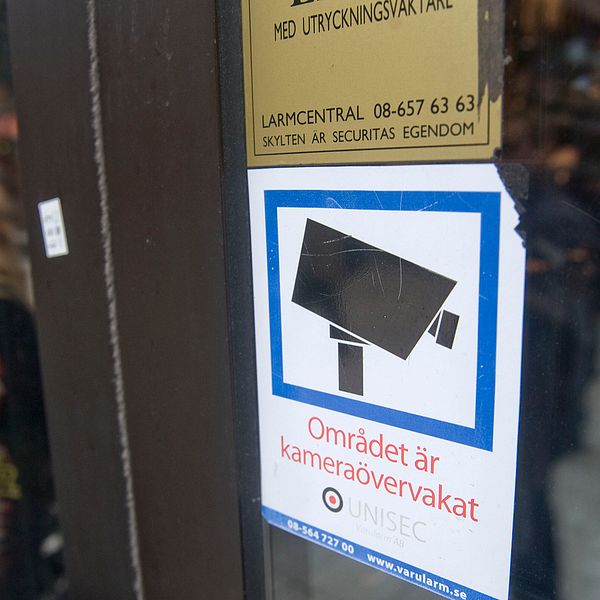 MED UTRYCKNINGSVÄKTARE
LARMCENTRAL 08-657 63 63
SKYLTEN ÄR SECURITAS EGENDOM
Området är
kameraövervakat
UNISEC
Varularm AB
08-564 727 00 www.varularm.se